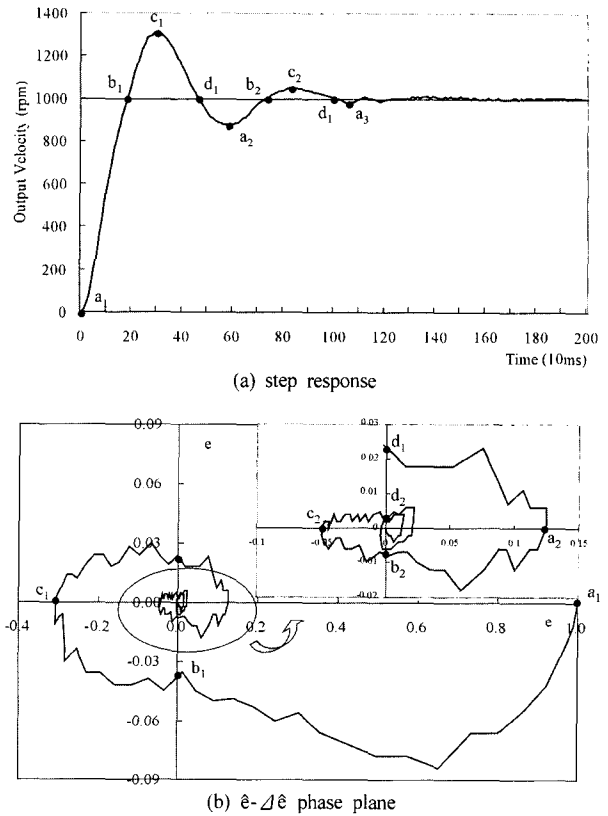 1400
1200
1000
800
600
400
200
0
Output Velocity (rpm)
a1
b1
c1
d1
a2
b2
c2
d1
a3
0 20 40 60 80 100 120 140 160 180 200
Time (10ms)
(a) step response
0.09
0.06
0.03
0.00
-0.03
-0.06
-0.09
e
-0.4 -0.2 0.0 0.2 0.4 0.6 0.8 1.0
e
a1
b1
c1
0.03
0.02
0.01
0
-0.01
-0.02
-0.1 -0.05 0 0.05 0.1 0.15
d1
d2
c2
b2
a2
(b) ê-Δê phase plane